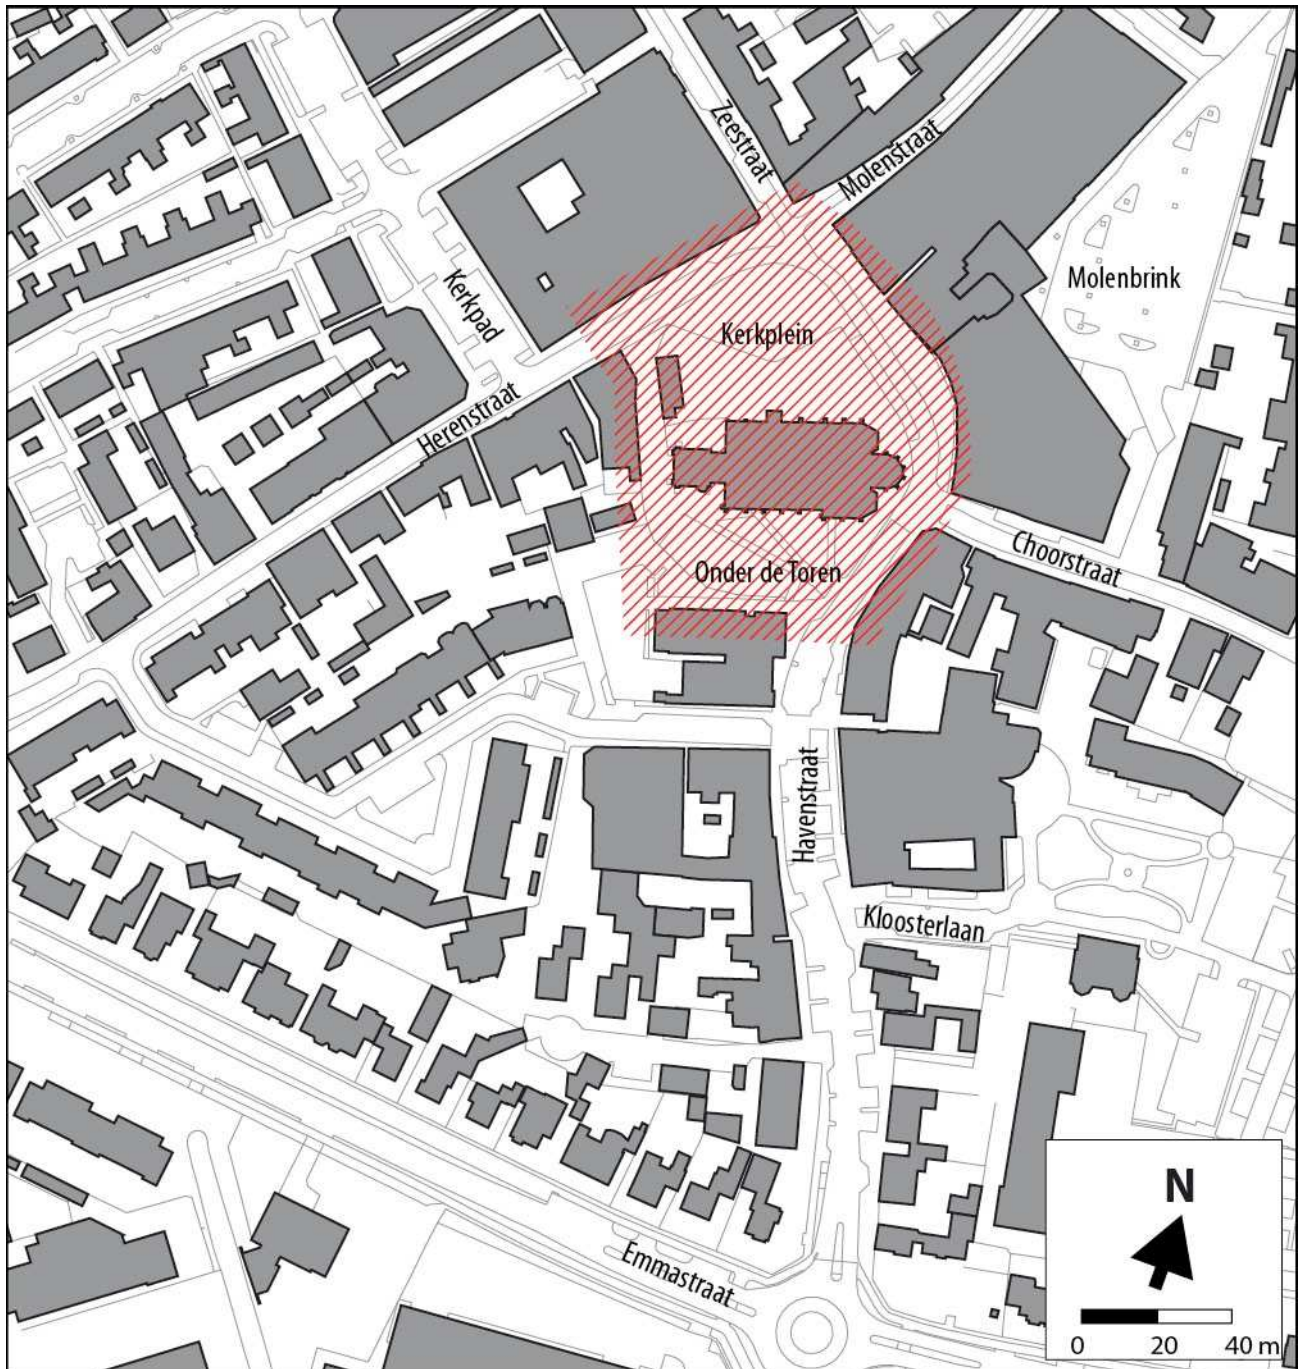 Zeestraat
Molenstraat
Molenbrink
Kerkpad
Kerkplein
Herenstraat
Choorstraat
Onder de Toren
Havenstraat
Kloosterlaan
N
Emmastraat
0 20 40 m